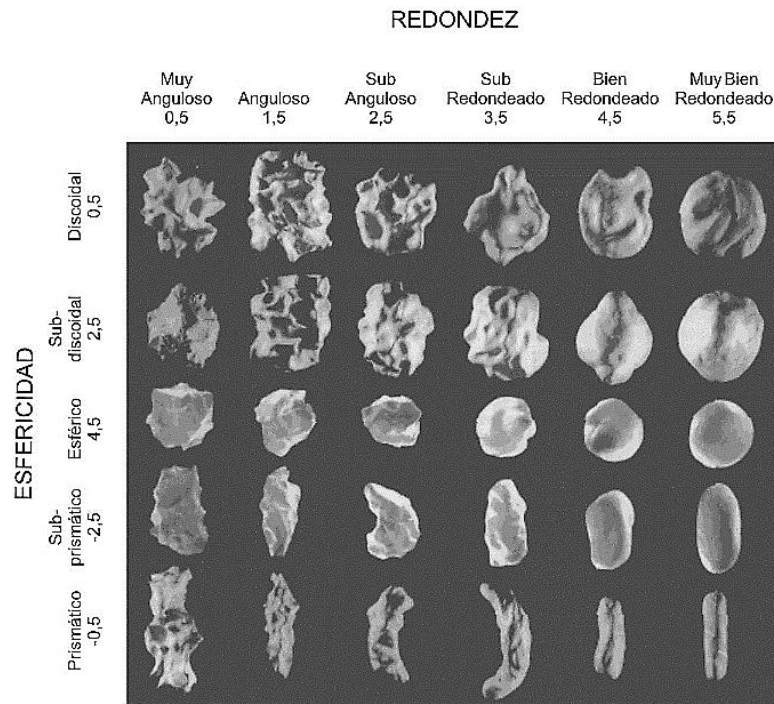 REDONDEZ
Muy
Anguloso
0,5
Anguloso
1,5
Sub
Anguloso
2,5
Sub
Redondeado
3,5
Bien
Redondeado
4,5
Muy Bien
Redondeado
5,5
ESFERICIDAD
Discoidal
0,5
Sub-
discoidal
2,5
Esférico
4,5
Sub-
prismático
-2,5
Prismático
-0,5